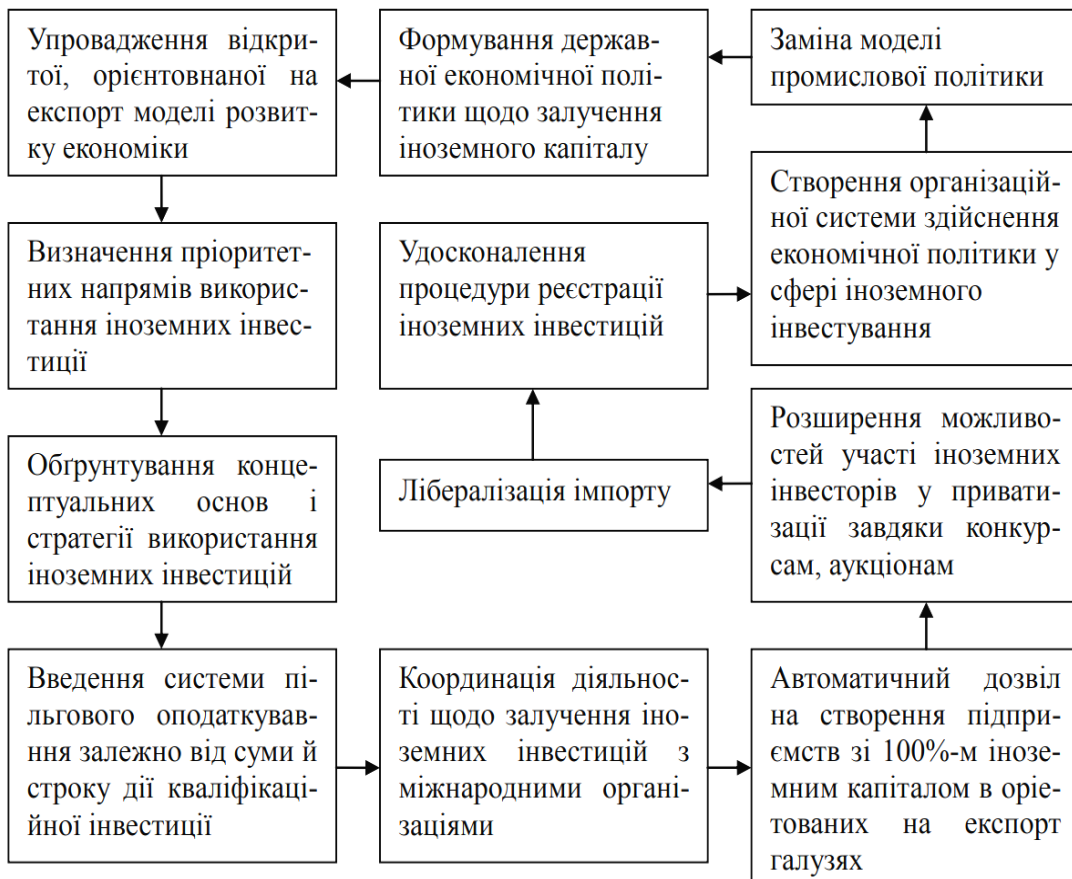 Упровадження відкри-
тої, орієнтовнаної на
експорт моделі розвит-
ку економіки
Формування держав-
ної економічної полі-
тики щодо залучення
іноземного капіталу
Заміна моделі
промислової політики
Створення організацій-
ної системи здійснення
економічної політики у
сфері іноземного
інвестування
Визначення пріоритет-
них напрямів викорис-
тання іноземних інвес-
тиції
Удосконалення
процедури реєстрації
іноземних інвестицій
Обґрунтування конце-
птуальних основ і
стратегії використання
іноземних інвестицій
Лібералізація імпорту
Розширення можливо-
стей участі іноземних
інвесторів у привати-
зації завдяки конкур-
сам, аукціонам
Введення системи пі-
льгового оподаткуван-
ня залежно від суми й
строку дії кваліфікаці-
йної інвестиції
Координація діяльнос-
ті щодо залучення іно-
земних інвестицій з
міжнародними органі-
заціями
Автоматичний дозвіл
на створення підпри-
ємств зі 100%-м інозе-
мним капіталом в оріє-
тованих на експорт
галузях